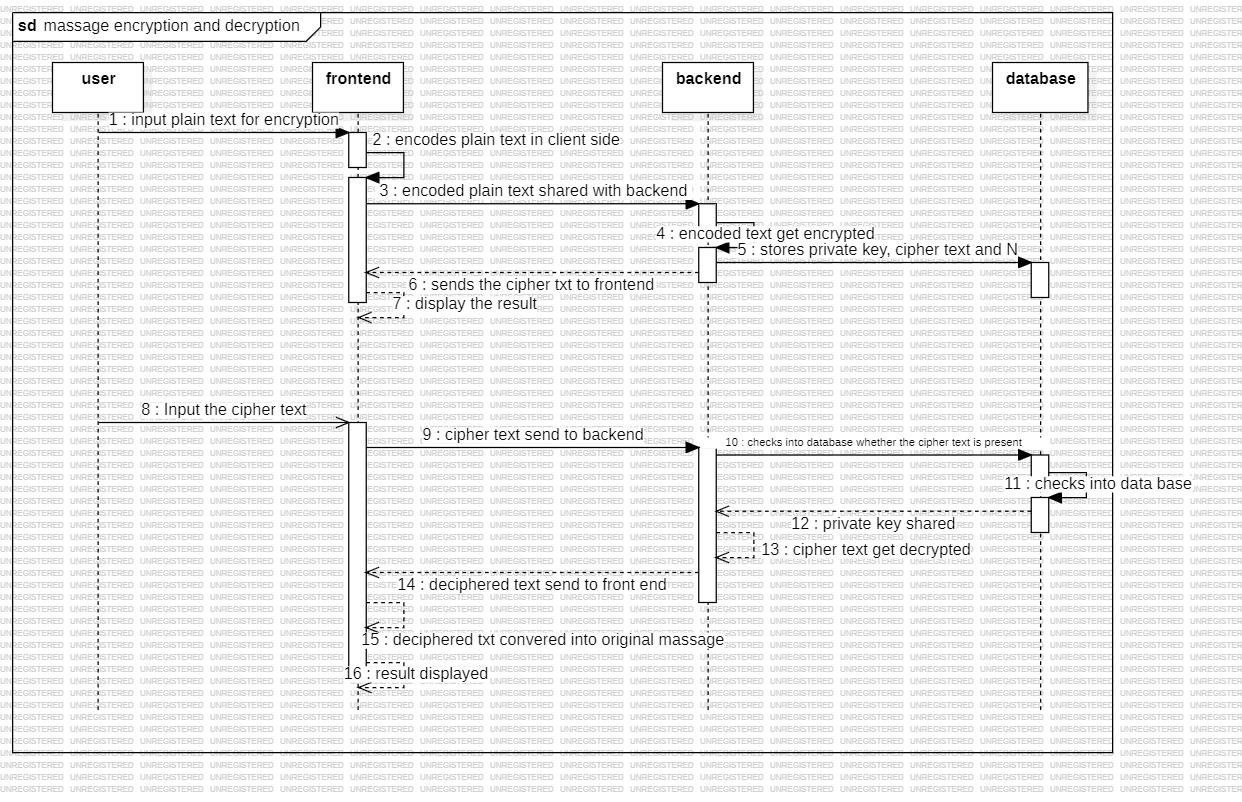 sd massage encryption and decryption
user
frontend
backend
database
1 : input plain text for encryption
2 : encodes plain text in client side
3 : encoded plain text shared with backend
4 : encoded text get encrypted
5 : stores private key, cipher text and N
6 : sends the cipher txt to frontend
7 : display the result
8 : Input the cipher text
9 : cipher text send to backend
10 : checks into database whether the cipher text is present
11 : checks into data base
12 : private key shared
13 : cipher text get decrypted
14 : deciphered text send to front end
15 : deciphered txt convered into original massage
16 : result displayed
UNREGISTERED